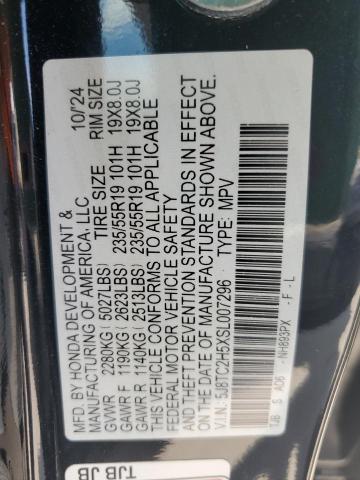 MFD. BY HONDA DEVELOPMENT &
MANUFACTURING OF AMERICA, LLC 10/'24
TIRE SIZE RIM SIZE
GVWR 2280KG (5027LBS)
GAWR F 1190KG (2623LBS) 235/55R19 101H 19X8.0J
GAWR R 1140KG (2513LBS) 235/55R19 101H 19X8.0J
THIS VEHICLE CONFORMS TO ALL APPLICABLE
FEDERAL MOTOR VEHICLE SAFETY
AND THEFT PREVENTION STANDARDS IN EFFECT
ON THE DATE OF MANUFACTURE SHOWN ABOVE.
V.I.N: 5J8TC2H5XSL007296 TYPE: MPV
TJB S A06 - NH893PX - F - L
TJB JB